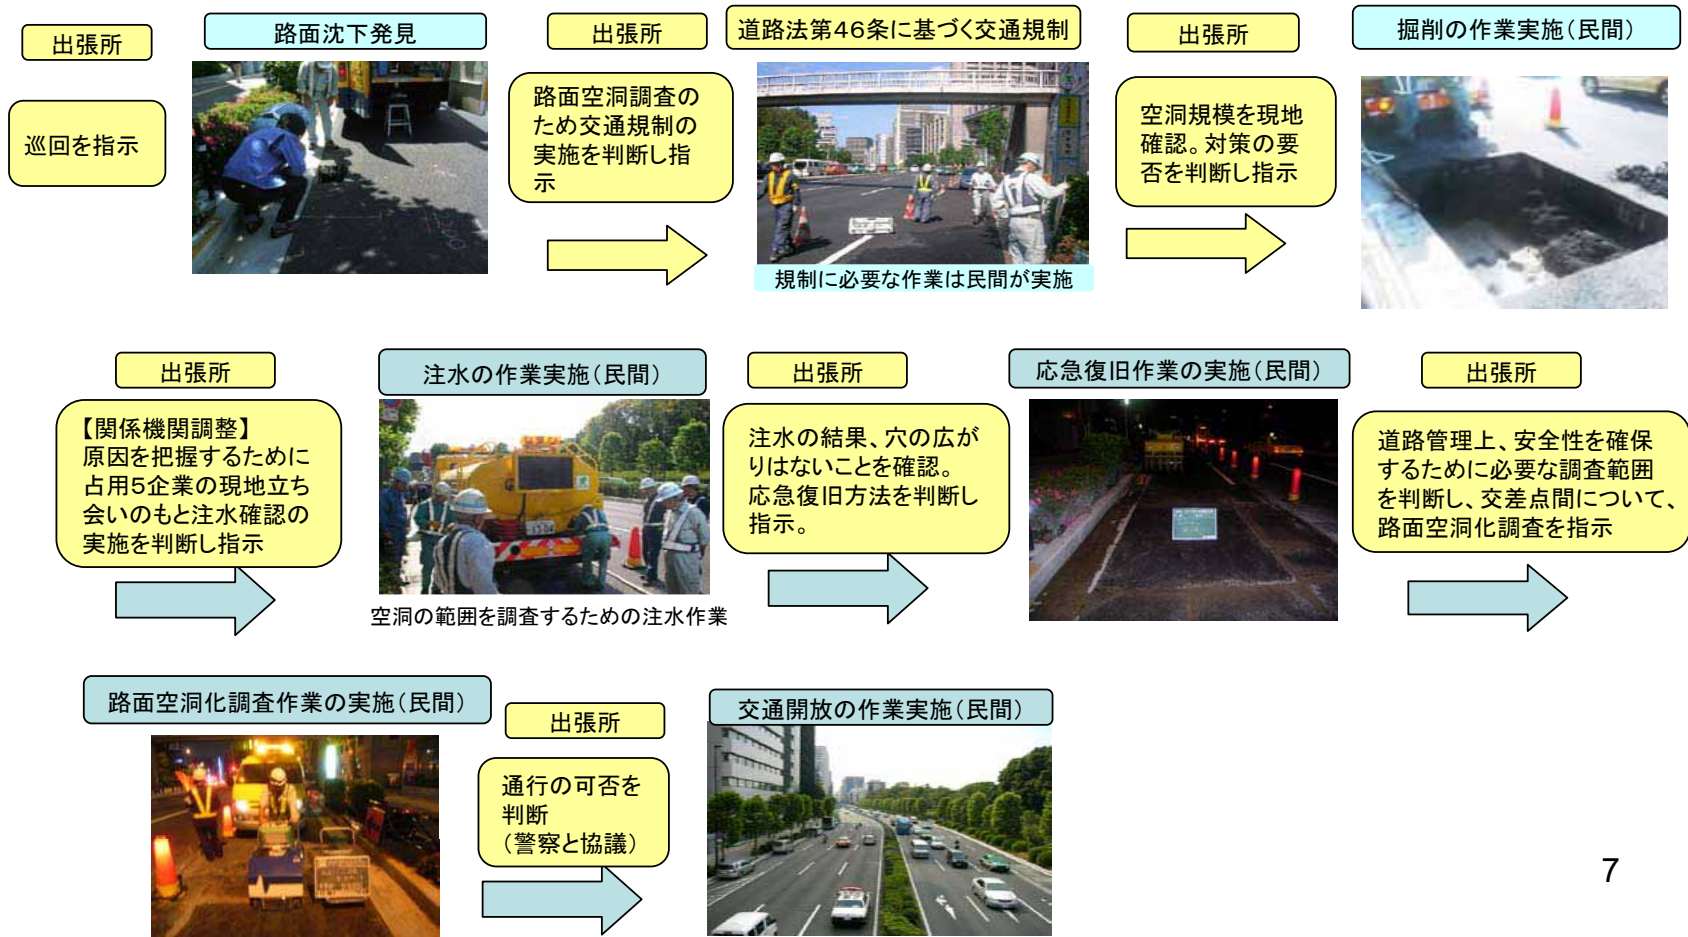 出張所
巡回を指示
路面沈下発見
出張所
路面空洞調査の
ため交通規制の
実施を判断し指
示
道路法第46条に基づく交通規制
規制に必要な作業は民間が実施
出張所
空洞規模を現地
確認。対策の要
否を判断し指示
掘削の作業実施(民間)
出張所
【関係機関調整】
原因を把握するために
占用5企業の現地立ち
会いのもと注水確認の
実施を判断し指示
注水の作業実施(民間)
空洞の範囲を調査するための注水作業
出張所
注水の結果、穴の広が
りはないことを確認。
応急復旧方法を判断し
指示。
応急復旧作業の実施(民間)
出張所
道路管理上、安全性を確保
するために必要な調査範囲
を判断し、交差点間について、
路面空洞化調査を指示
路面空洞化調査作業の実施(民間)
出張所
通行の可否を
判断
(警察と協議)
交通開放の作業実施(民間)
7